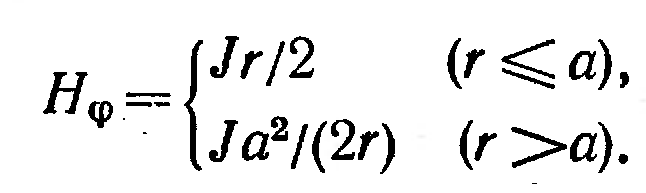 H_φ = { Jr/2 (r ⩽ a),
Ja²/(2r) (r > a).